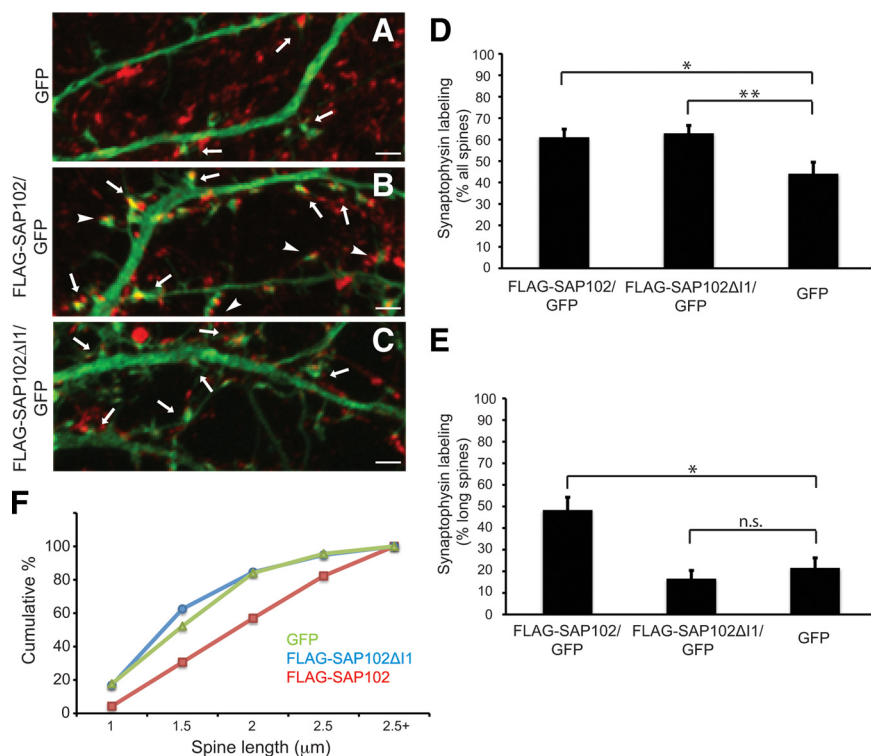 A
GFP
B
FLAG-SAP102/
GFP
C
FLAG-SAP102ΔI1/
GFP
D
Synaptophysin labeling
(% all spines)
100
90
80
70
60
50
40
30
20
10
0
*
**
FLAG-SAP102/
GFP
FLAG-SAP102ΔI1/
GFP
GFP
E
Synaptophysin labeling
(% long spines)
100
90
80
70
60
50
40
30
20
10
0
*
n.s.
FLAG-SAP102/
GFP
FLAG-SAP102ΔI1/
GFP
GFP
F
Cumulative %
100
80
60
40
20
0
GFP
FLAG-SAP102ΔI1
FLAG-SAP102
1 1.5 2 2.5 2.5+
Spine length (μm)